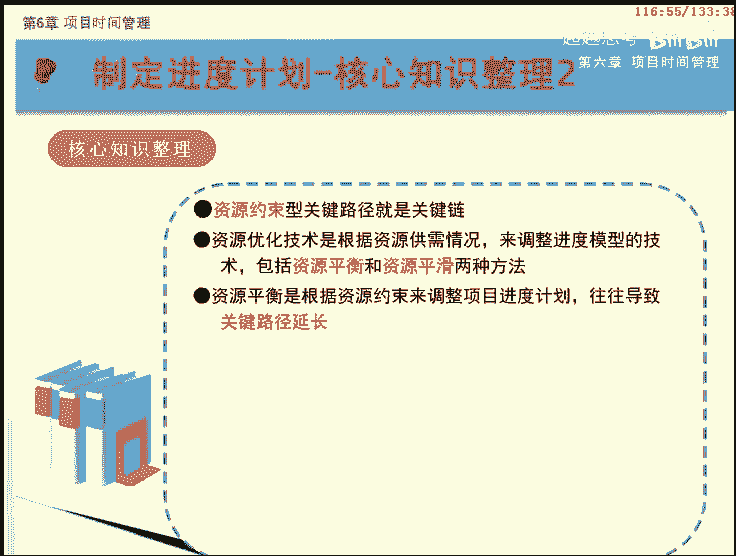 第6章 项目时间管理
116:55/133:38
bilibili
制定进度计划-核心知识整理2
第六章 项目时间管理
核心知识整理
●资源约束型关键路径就是关键链
●资源优化技术是根据资源供需情况，来调整进度模型的技
术，包括资源平衡和资源平滑两种方法
●资源平衡是根据资源约束来调整项目进度计划，往往导致
关键路径延长